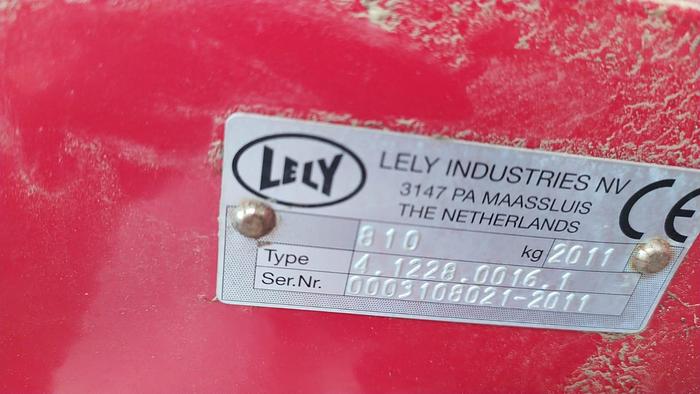 LELY
LELY INDUSTRIES NV
3147 PA MAASSLUIS
THE NETHERLANDS
CE
810 kg 2011
Type 4.1228.0016.1
Ser.Nr. 0003108021-2011